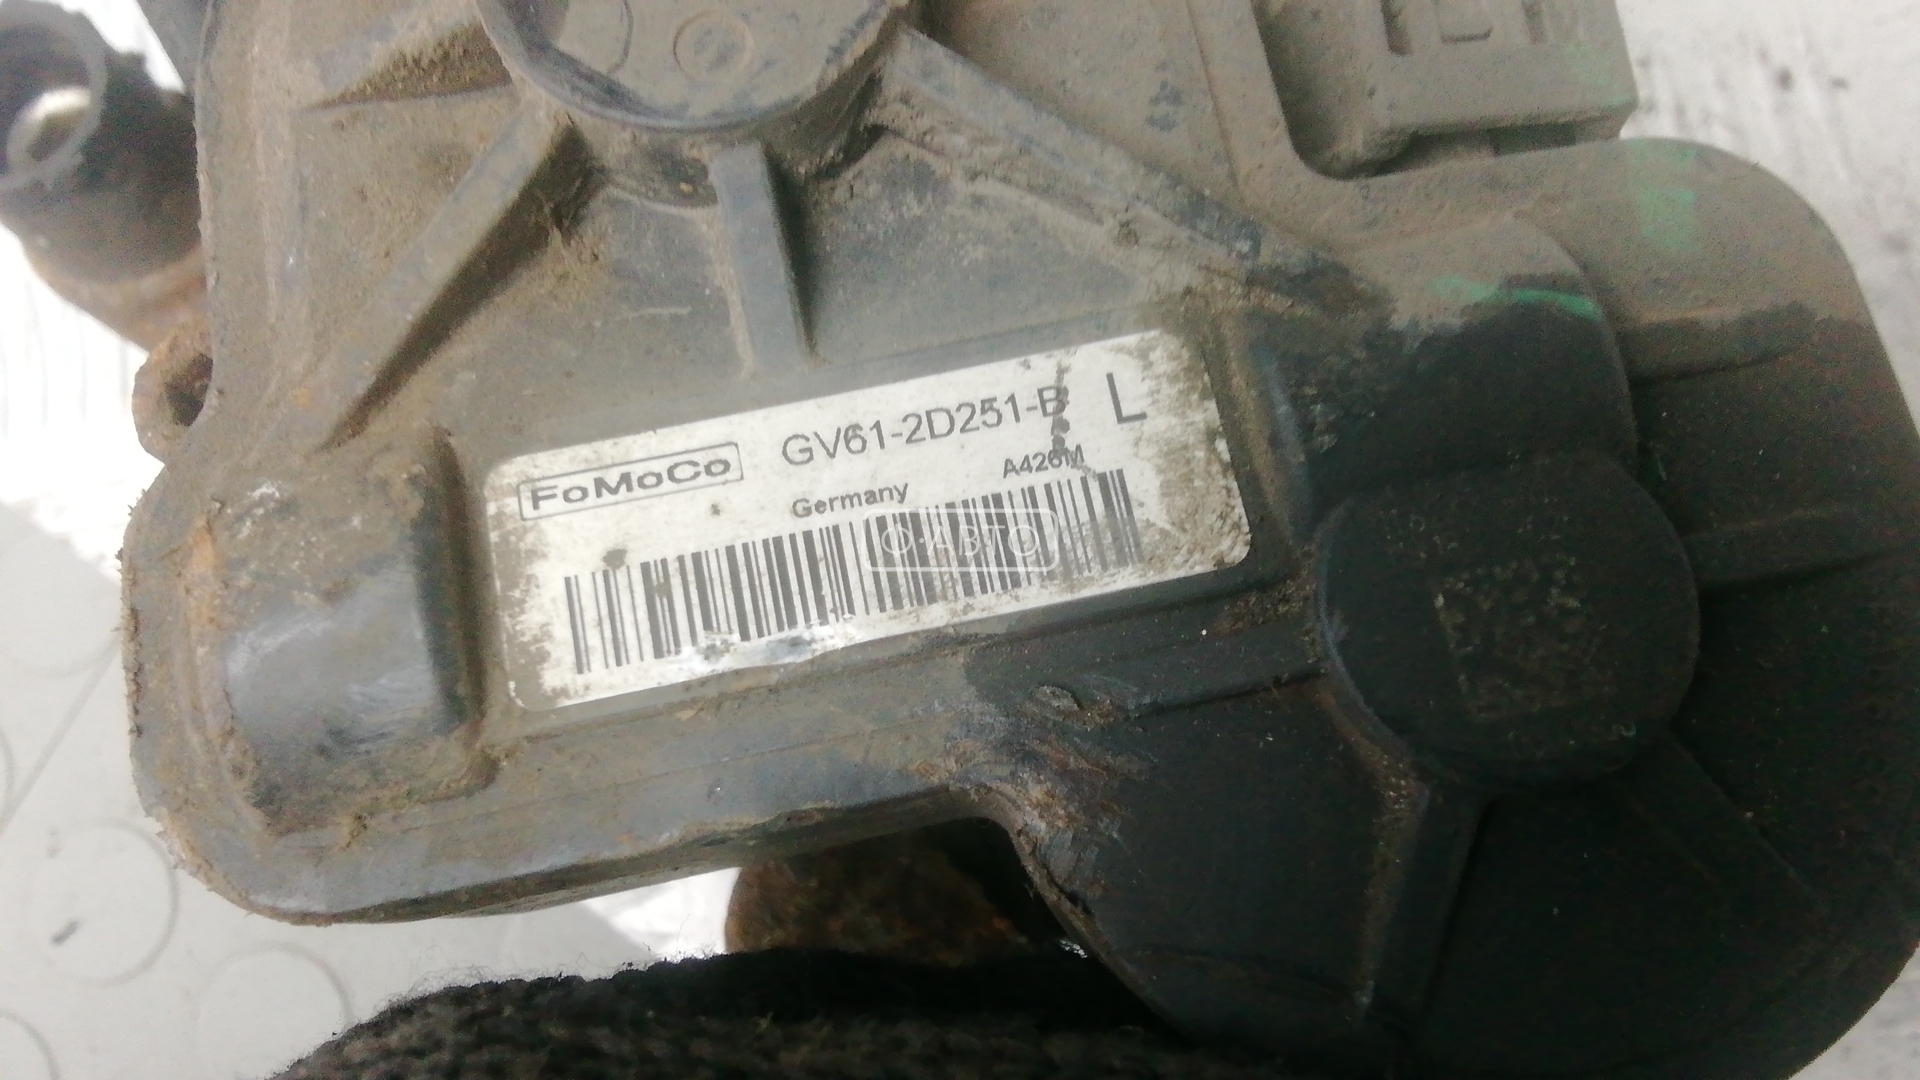 FoMoCo GV61-2D251-B L
Germany A426M
О·АВТО